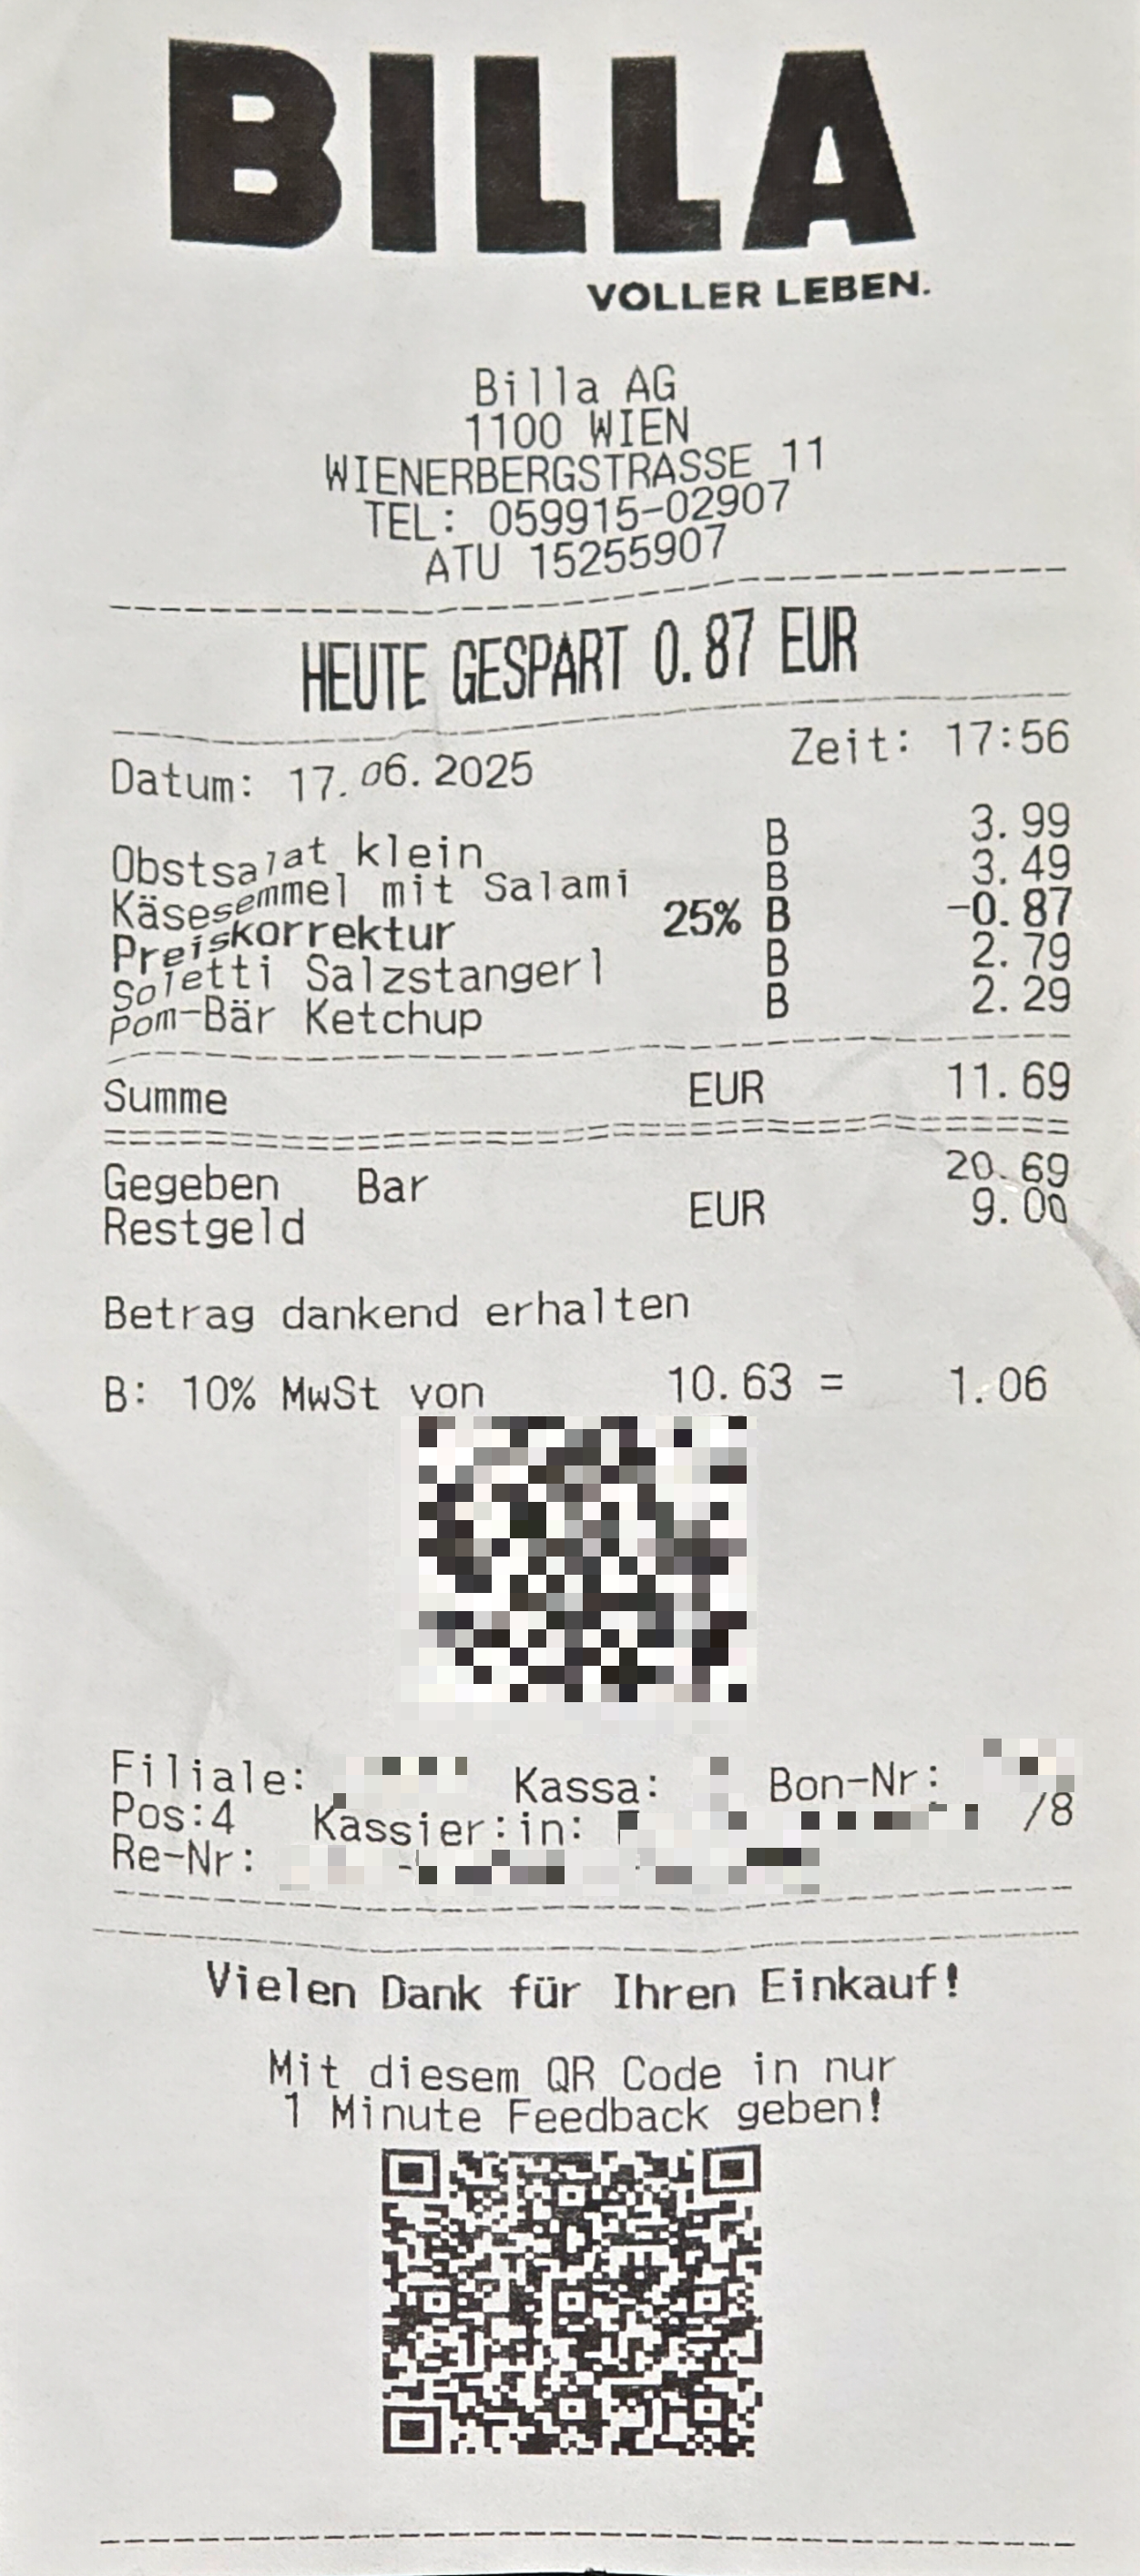 BILLA
VOLLER LEBEN.
Billa AG
1100 WIEN
WIENERBERGSTRASSE 11
TEL: 059915-02907
ATU 15255907
HEUTE GESPART 0.87 EUR
Datum: 17.06.2025 Zeit: 17:56
Obstsalat klein B 3.99
Käsesemmel mit Salami B 3.49
Preiskorrektur 25% B -0.87
Soletti Salzstangerl B 2.79
Pom-Bär Ketchup B 2.29
Summe EUR 11.69
Gegeben Bar 20.69
Restgeld EUR 9.00
Betrag dankend erhalten
B: 10% MwSt von 10.63 = 1.06
Filiale: Kassa: Bon-Nr:
Pos:4 Kassier:in: /8
Re-Nr:
Vielen Dank für Ihren Einkauf!
Mit diesem QR Code in nur
1 Minute Feedback geben!